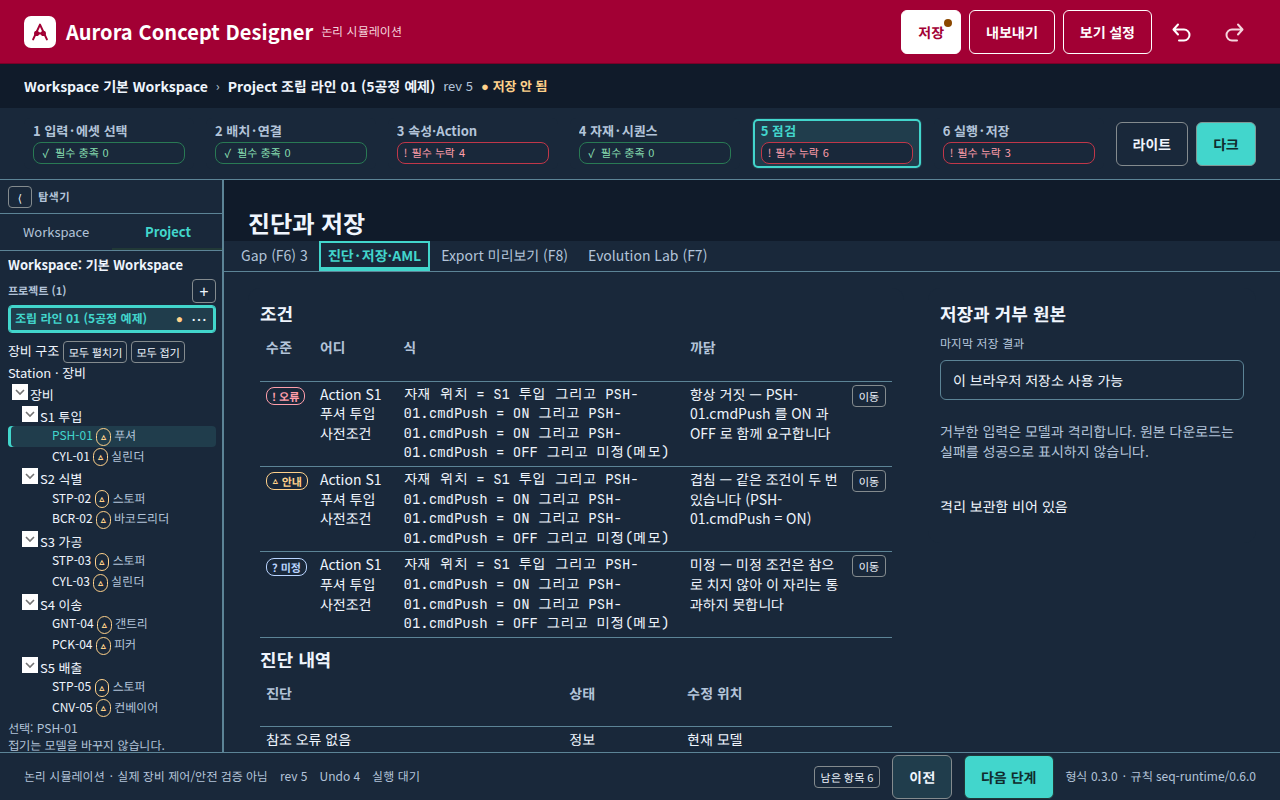 Aurora Concept Designer 논리 시뮬레이션
저장 내보내기 보기 설정
Workspace 기본 Workspace › Project 조립 라인 01 (5공정 예제) rev 5 ● 저장 안 됨
1 입력·에셋 선택
✓ 필수 충족 0
2 배치·연결
✓ 필수 충족 0
3 속성·Action
! 필수 누락 4
4 자재·시퀀스
✓ 필수 충족 0
5 점검
! 필수 누락 6
6 실행·저장
! 필수 누락 3
라이트 다크
⟨ 탐색기
Workspace Project
Workspace: 기본 Workspace
프로젝트 (1) +
조립 라인 01 (5공정 예제) ● ···
장비 구조 모두 펼치기 모두 접기
Station · 장비
장비
S1 투입
PSH-01 푸셔
CYL-01 실린더
S2 식별
STP-02 스토퍼
BCR-02 바코드리더
S3 가공
STP-03 스토퍼
CYL-03 실린더
S4 이송
GNT-04 갠트리
PCK-04 피커
S5 배출
STP-05 스토퍼
CNV-05 컨베이어
선택: PSH-01
접기는 모델을 바꾸지 않습니다.
진단과 저장
Gap (F6) 3 진단·저장·AML Export 미리보기 (F8) Evolution Lab (F7)
조건
수준 어디 식 까닭
! 오류 Action S1 자재 위치 = S1 투입 그리고 PSH- 항상 거짓 — PSH- 이동
푸셔 투입 01.cmdPush = ON 그리고 PSH- 01.cmdPush 를 ON 과
사전조건 01.cmdPush = ON 그리고 PSH- OFF 로 함께 요구합니다
01.cmdPush = OFF 그리고 미정(메모)
▵ 안내 Action S1 자재 위치 = S1 투입 그리고 PSH- 겹침 — 같은 조건이 두 번 이동
푸셔 투입 01.cmdPush = ON 그리고 PSH- 있습니다 (PSH-
사전조건 01.cmdPush = ON 그리고 PSH- 01.cmdPush = ON)
01.cmdPush = OFF 그리고 미정(메모)
? 미정 Action S1 자재 위치 = S1 투입 그리고 PSH- 미정 — 미정 조건은 참으 이동
푸셔 투입 01.cmdPush = ON 그리고 PSH- 로 치지 않아 이 자리는 통
사전조건 01.cmdPush = ON 그리고 PSH- 과하지 못합니다
01.cmdPush = OFF 그리고 미정(메모)
진단 내역
진단 상태 수정 위치
참조 오류 없음 정보 현재 모델
저장과 거부 원본
마지막 저장 결과
이 브라우저 저장소 사용 가능
거부한 입력은 모델과 격리합니다. 원본 다운로드는
실패를 성공으로 표시하지 않습니다.
격리 보관함 비어 있음
논리 시뮬레이션 · 실제 장비 제어/안전 검증 아님 rev 5 Undo 4 실행 대기
남은 항목 6 이전 다음 단계 형식 0.3.0 · 규칙 seq-runtime/0.6.0